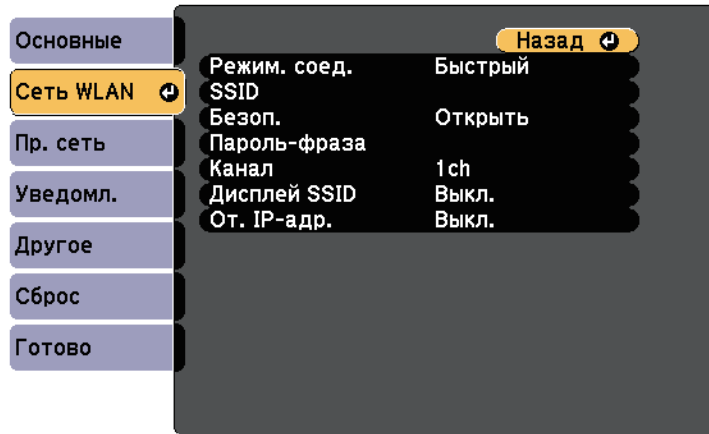 Основные
Сеть WLAN
Пр. сеть
Уведомл.
Другое
Сброс
Готово
Назад
Режим. соед. Быстрый
SSID
Безоп. Открыть
Пароль-фраза
Канал 1ch
Дисплей SSID Выкл.
От. IP-адр. Выкл.